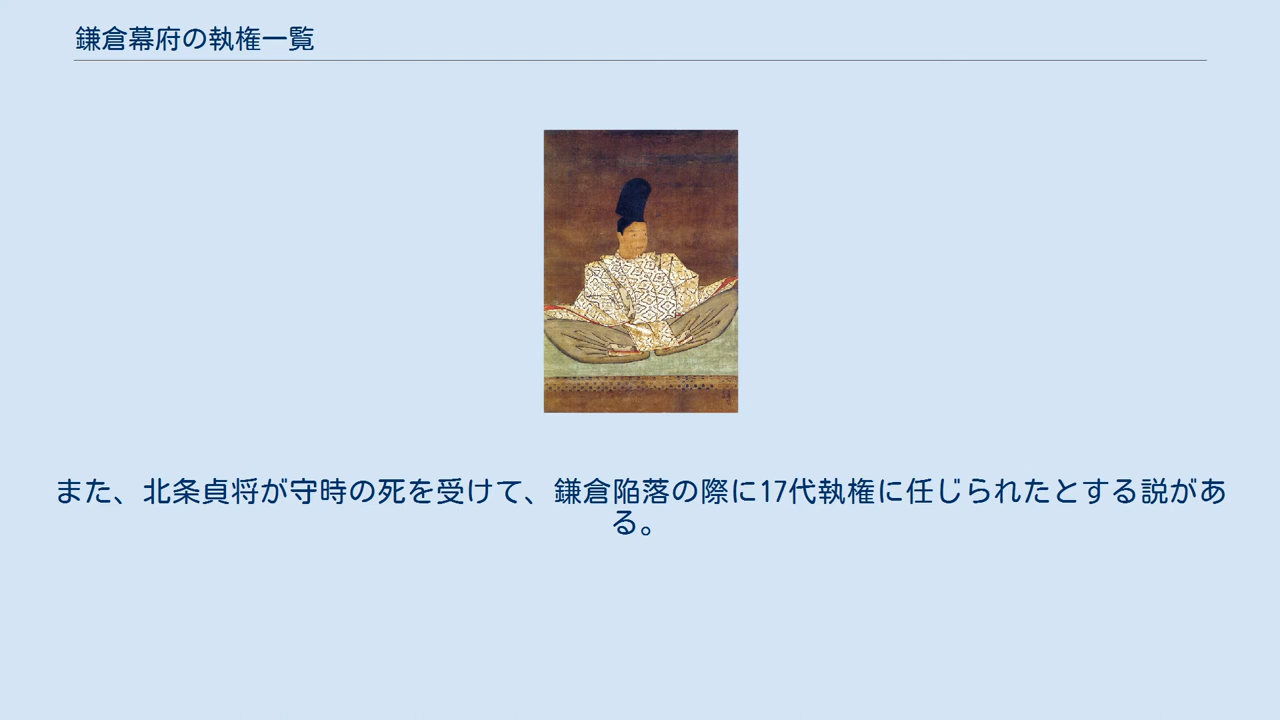 鎌倉幕府の執権一覧
また、北条貞将が守時の死を受けて、鎌倉陥落の際に17代執権に任じられたとする説があ
る。